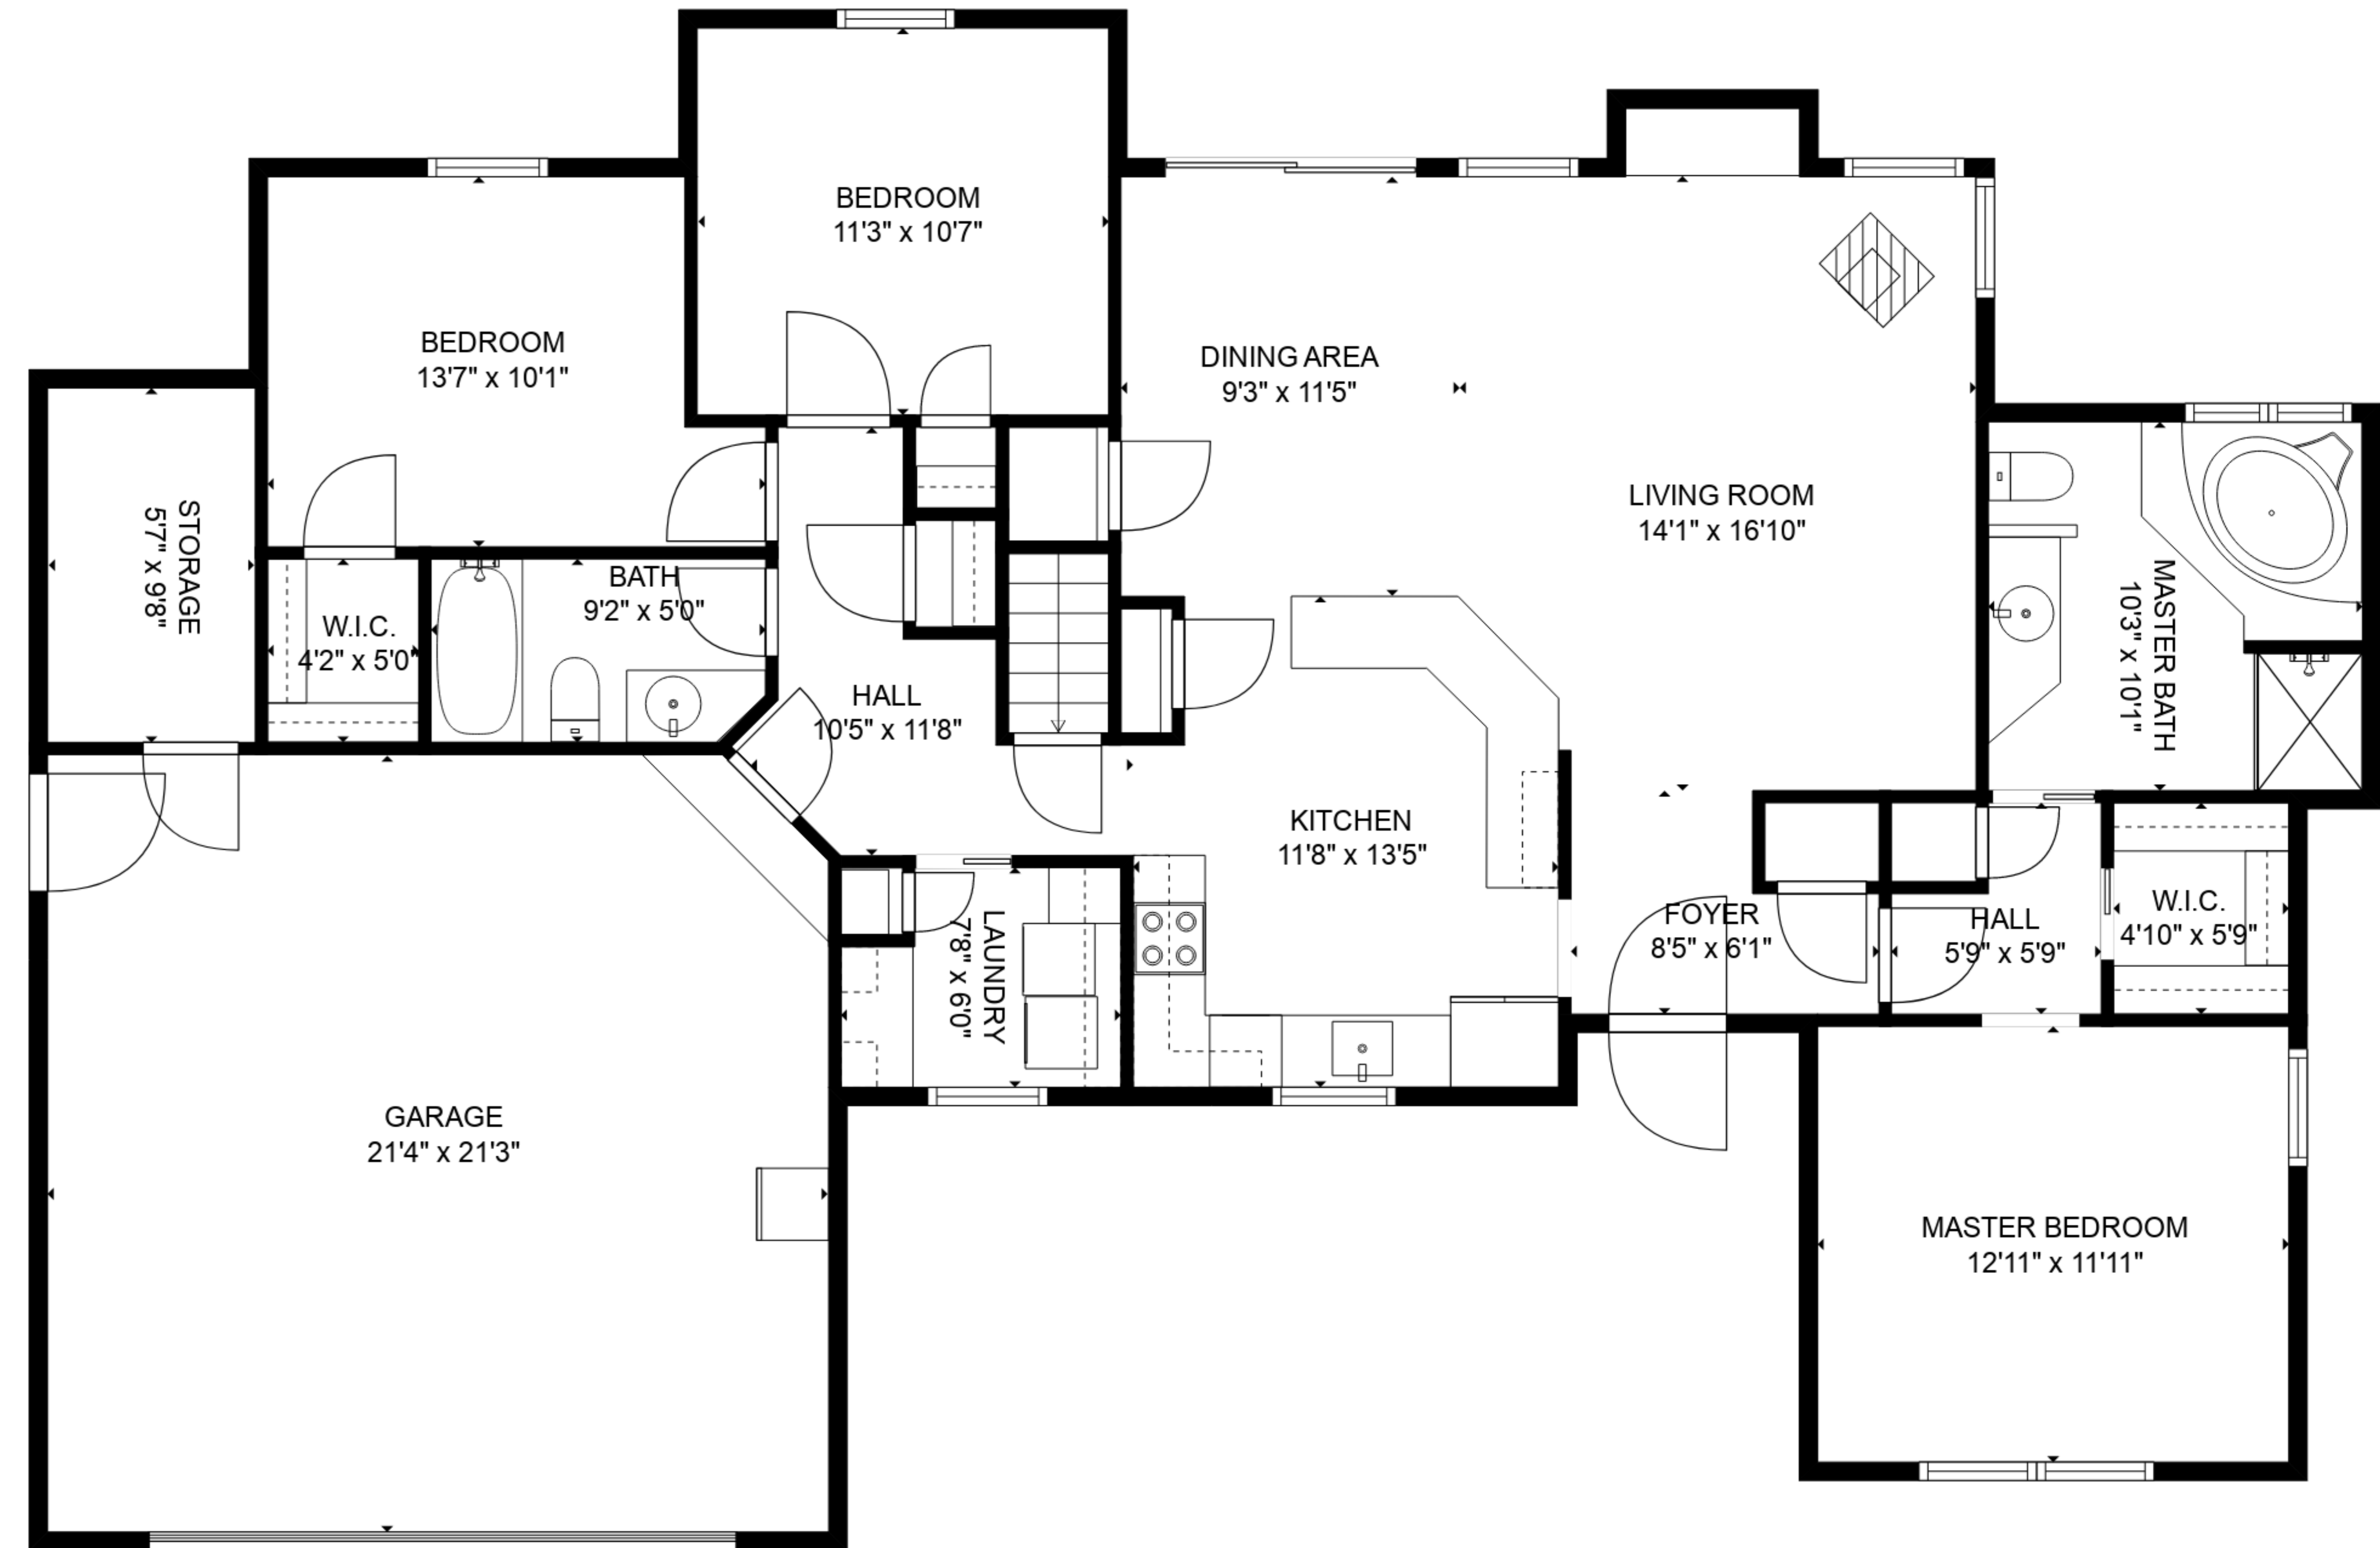 BEDROOM
11'3" x 10'7"
BEDROOM
13'7" x 10'1"
DINING AREA
9'3" x 11'5"
LIVING ROOM
14'1" x 16'10"
STORAGE
5'7" x 9'8"
W.I.C.
4'2" x 5'0"
BATH
9'2" x 5'0"
HALL
10'5" x 11'8"
MASTER BATH
10'3" x 10'1"
KITCHEN
11'8" x 13'5"
LAUNDRY
7'8" x 6'0"
FOYER
8'5" x 6'1"
HALL
5'9" x 5'9"
W.I.C.
4'10" x 5'9"
GARAGE
21'4" x 21'3"
MASTER BEDROOM
12'11" x 11'11"